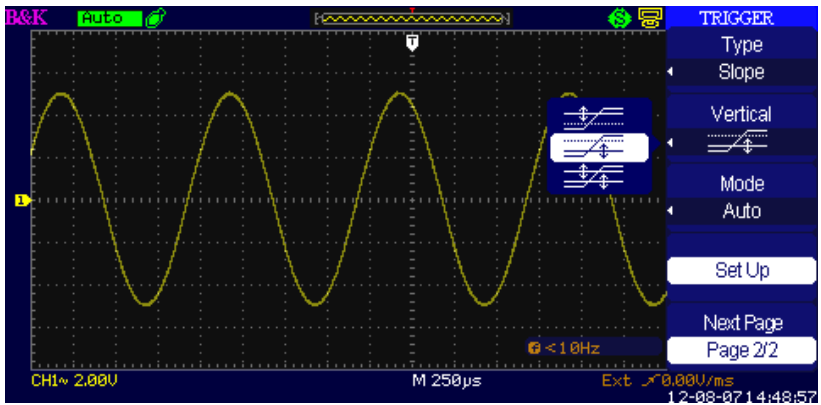 B&K Auto S TRIGGER
Type
T
Slope
Vertical
1
Mode
Auto
Set Up
Next Page
f <10Hz
Page 2/2
CH1~ 2.00V M 250µs Ext 0.00V/ms
12-08-07 14:48:57